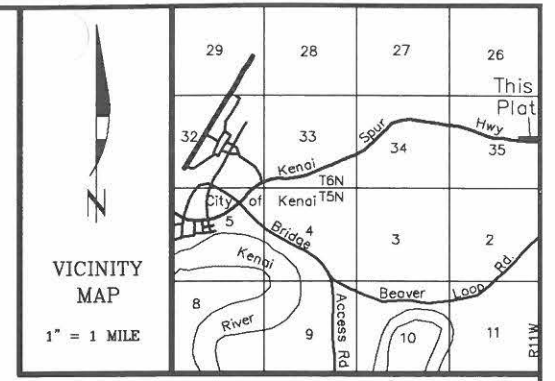 N
VICINITY
MAP
1" = 1 MILE
29 28 27 26
This
Plat
32 33 34 35
Kenai Spur Hwy
T6N
City of Kenai T5N
5 4 3 2
Bridge Access Rd
Kenai River
Beaver Loop Rd.
8 9 10 11
R11W